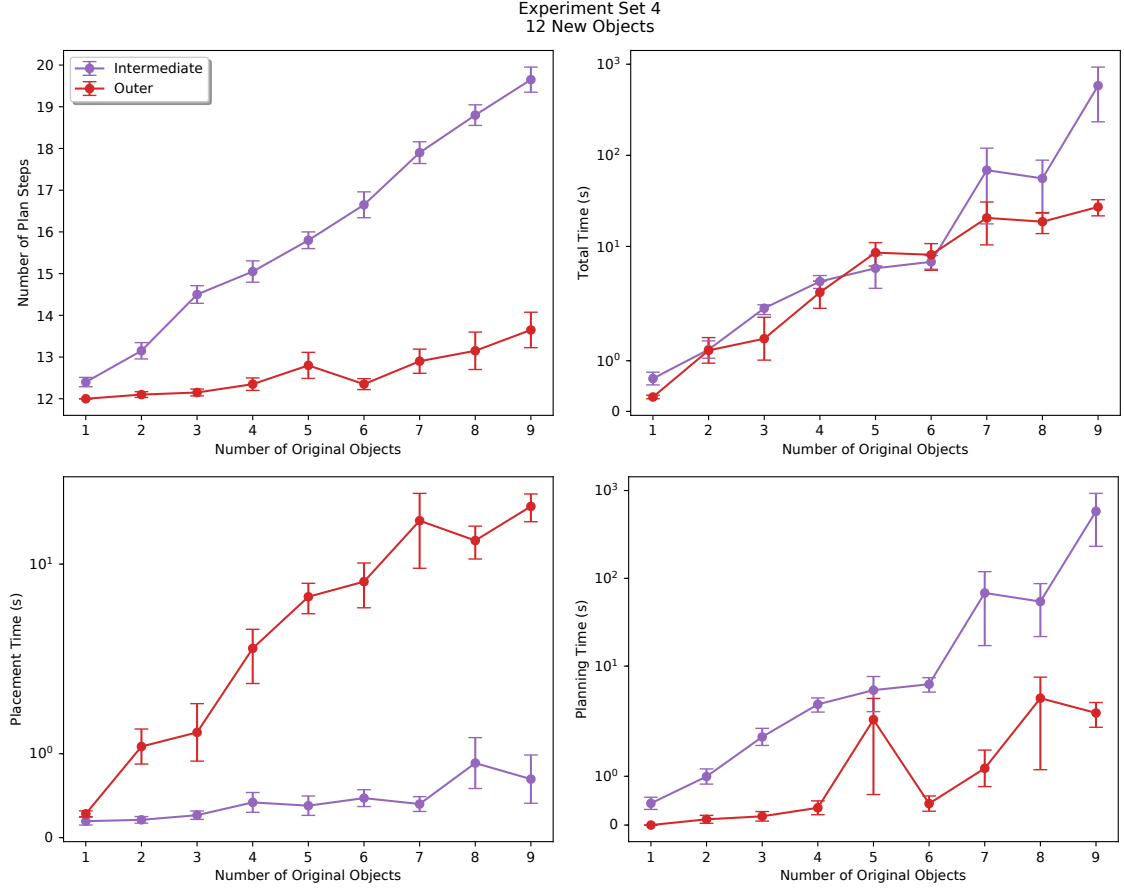 Experiment Set 4
12 New Objects
Intermediate
Outer
Number of Plan Steps
20
19
18
17
16
15
14
13
12
1 2 3 4 5 6 7 8 9
Number of Original Objects
Total Time (s)
10³
10²
10¹
10⁰
0
1 2 3 4 5 6 7 8 9
Number of Original Objects
Placement Time (s)
10¹
10⁰
0
1 2 3 4 5 6 7 8 9
Number of Original Objects
Planning Time (s)
10³
10²
10¹
10⁰
0
1 2 3 4 5 6 7 8 9
Number of Original Objects